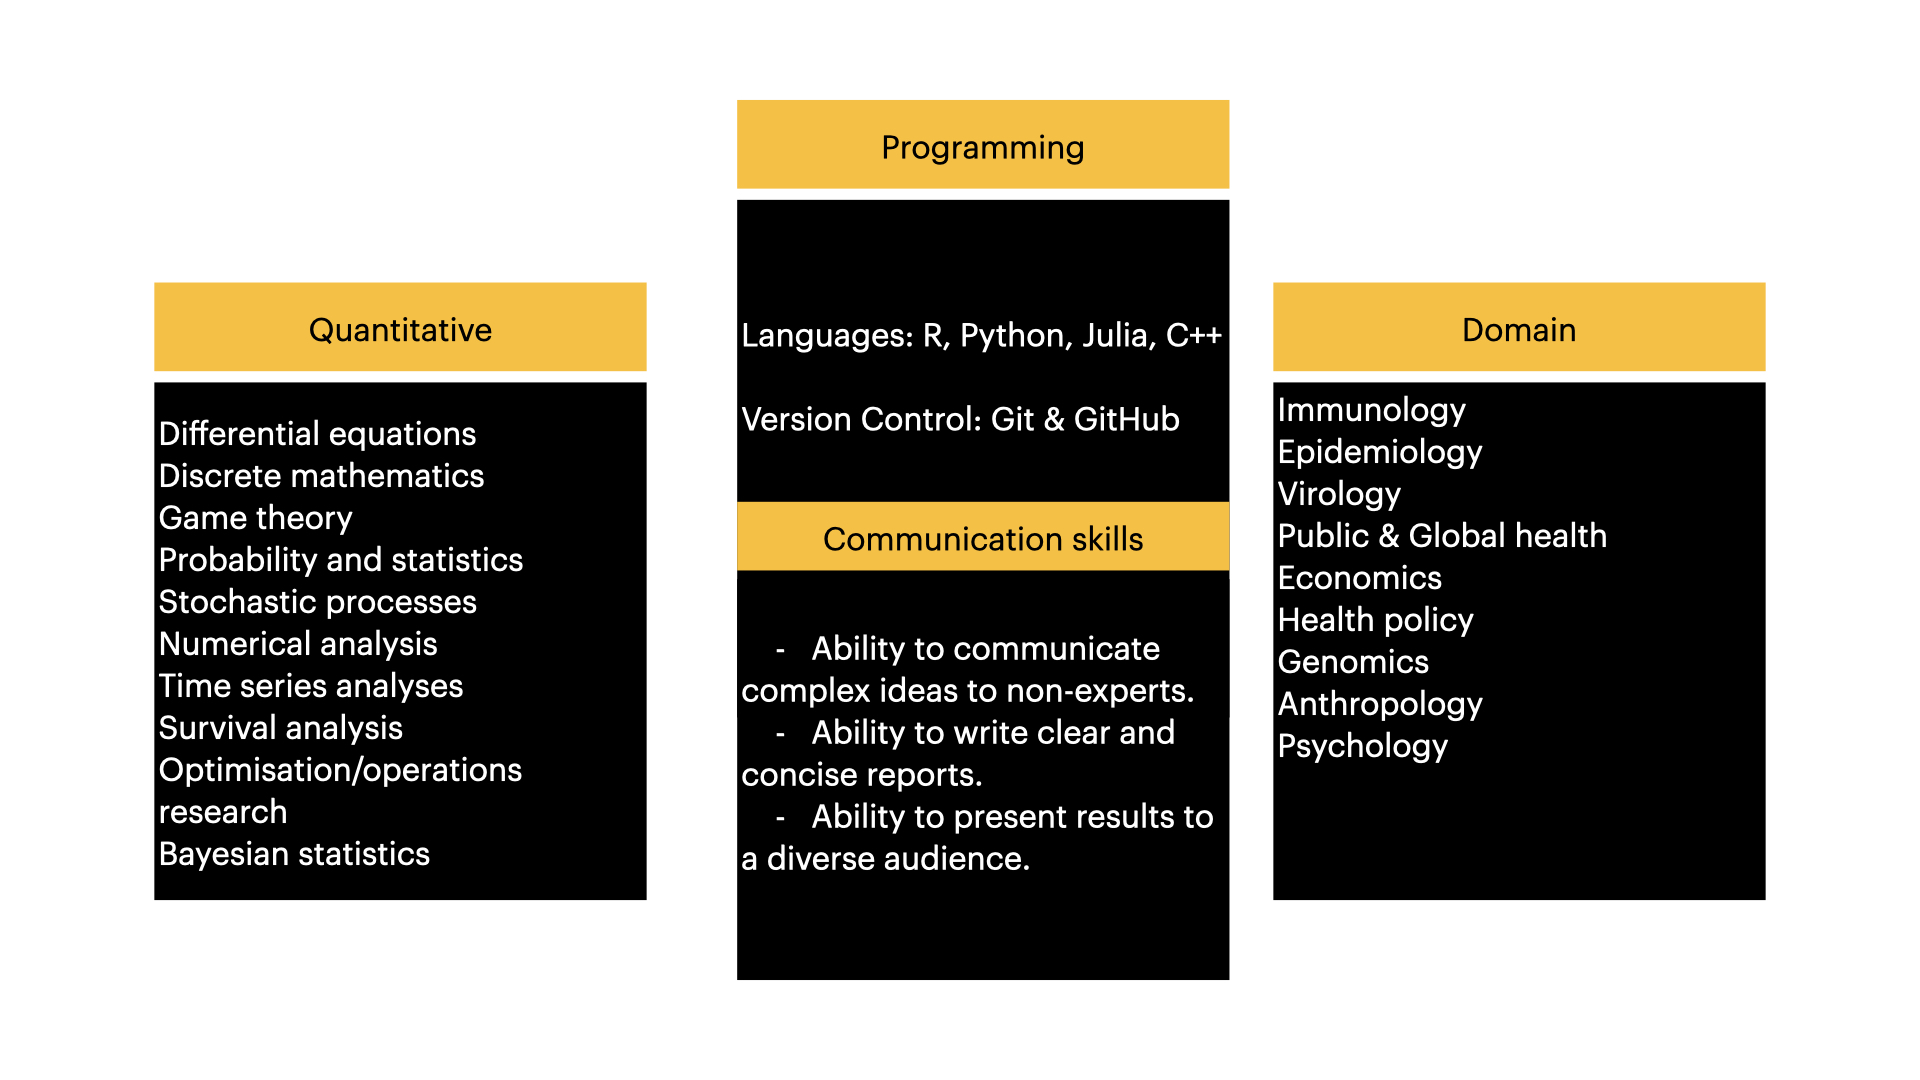 Quantitative
Differential equations
Discrete mathematics
Game theory
Probability and statistics
Stochastic processes
Numerical analysis
Time series analyses
Survival analysis
Optimisation/operations
research
Bayesian statistics
Programming
Languages: R, Python, Julia, C++
Version Control: Git & GitHub
Communication skills
- Ability to communicate
complex ideas to non-experts.
- Ability to write clear and
concise reports.
- Ability to present results to
a diverse audience.
Domain
Immunology
Epidemiology
Virology
Public & Global health
Economics
Health policy
Genomics
Anthropology
Psychology